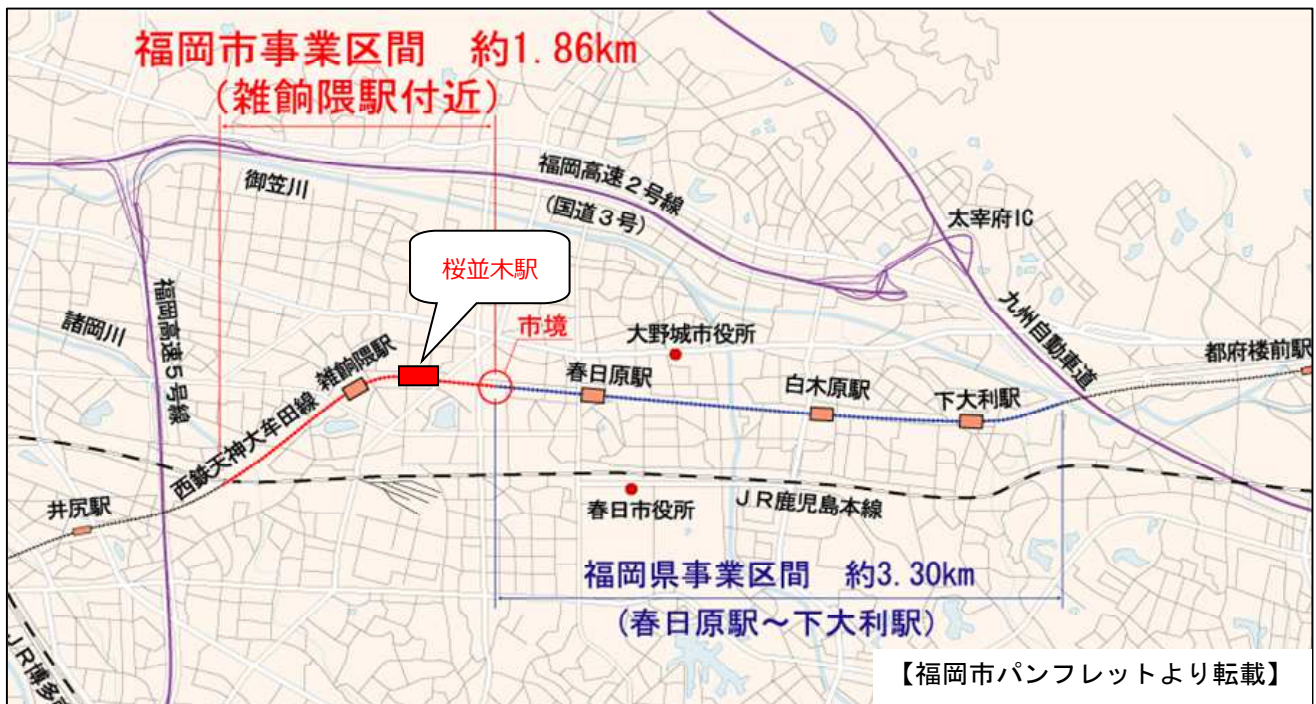 福岡市事業区間 約1.86km
(雑餉隈駅付近)
御笠川
福岡高速2号線
(国道3号)
太宰府IC
桜並木駅
諸岡川
福岡高速5号線
西鉄天神大牟田線
雑餉隈駅
市境
春日原駅
大野城市役所
白木原駅
下大利駅
九州自動車道
都府楼前駅
井尻駅
春日市役所
JR鹿児島本線
福岡県事業区間 約3.30km
(春日原駅~下大利駅)
JR博多
【福岡市パンフレットより転載】